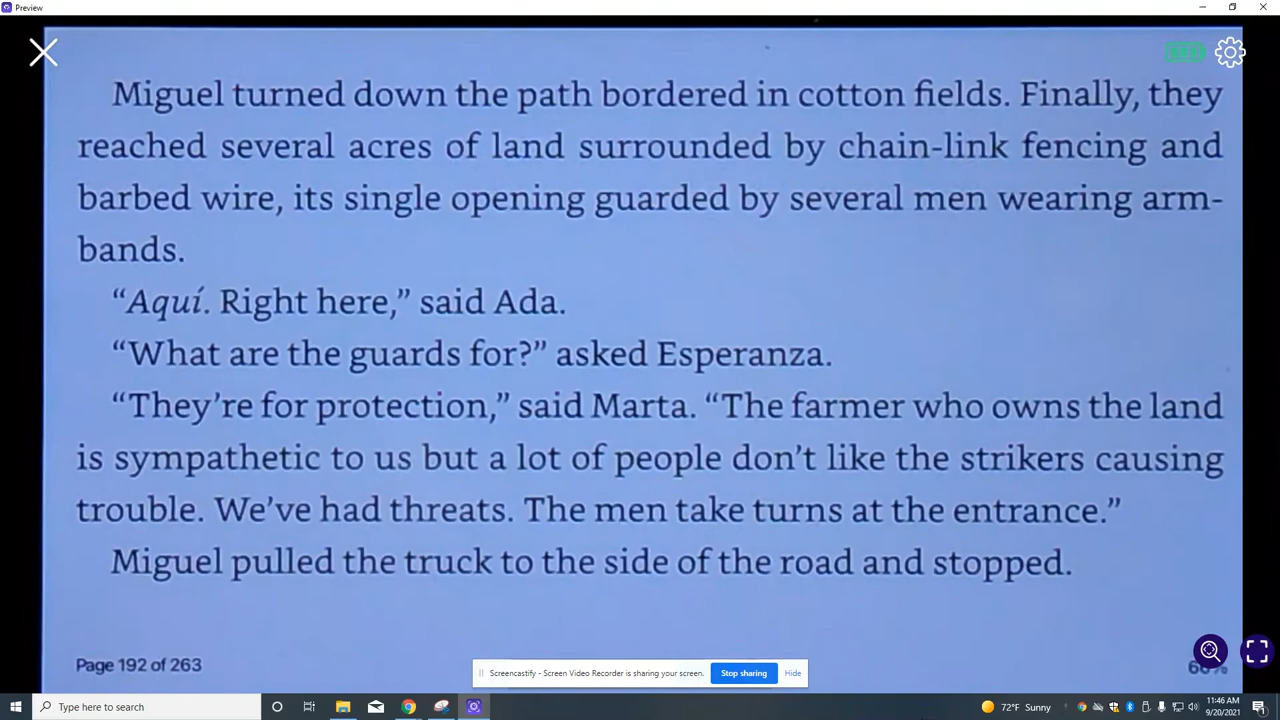 Preview
Miguel turned down the path bordered in cotton fields. Finally, they
reached several acres of land surrounded by chain-link fencing and
barbed wire, its single opening guarded by several men wearing arm-
bands.
“Aquí. Right here,” said Ada.
“What are the guards for?” asked Esperanza.
“They’re for protection,” said Marta. “The farmer who owns the land
is sympathetic to us but a lot of people don’t like the strikers causing
trouble. We’ve had threats. The men take turns at the entrance.”
Miguel pulled the truck to the side of the road and stopped.
Page 192 of 263
Screencastify - Screen Video Recorder is sharing your screen.
Stop sharing
Hide
Type here to search
72°F Sunny
11:46 AM
9/20/2021